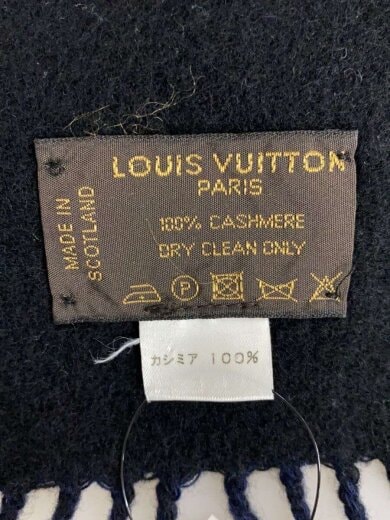 LOUIS VUITTON
PARIS
MADE IN
SCOTLAND
100% CASHMERE
DRY CLEAN ONLY
P
カシミア 100%